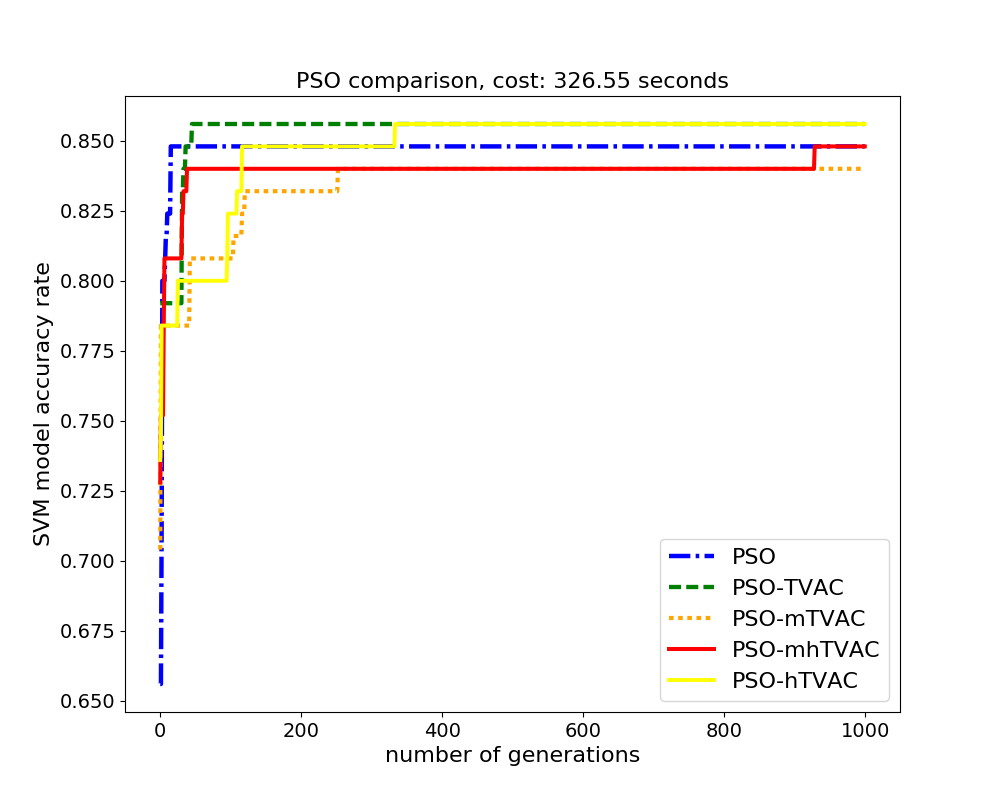 PSO comparison, cost: 326.55 seconds
SVM model accuracy rate
0.850
0.825
0.800
0.775
0.750
0.725
0.700
0.675
0.650
PSO
PSO-TVAC
PSO-mTVAC
PSO-mhTVAC
PSO-hTVAC
0 200 400 600 800 1000
number of generations